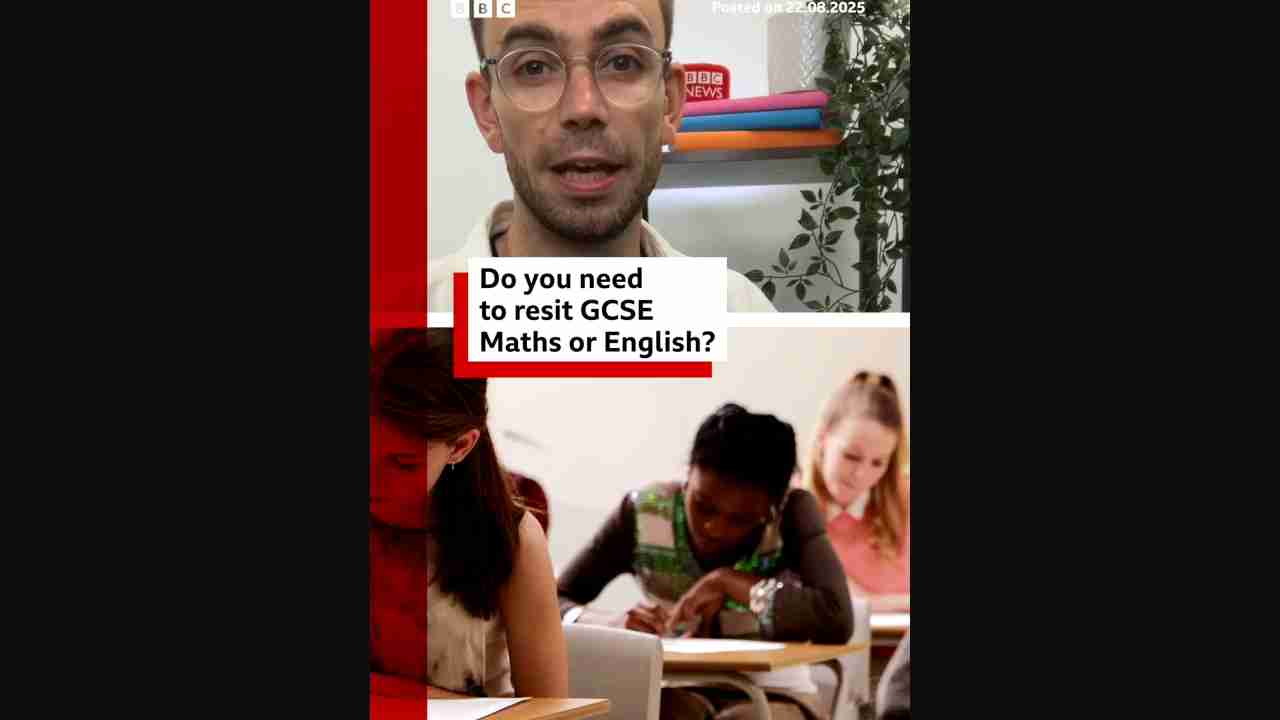 BBC
Posted on 22.08.2025
BBC
NEWS
Do you need
to resit GCSE
Maths or English?